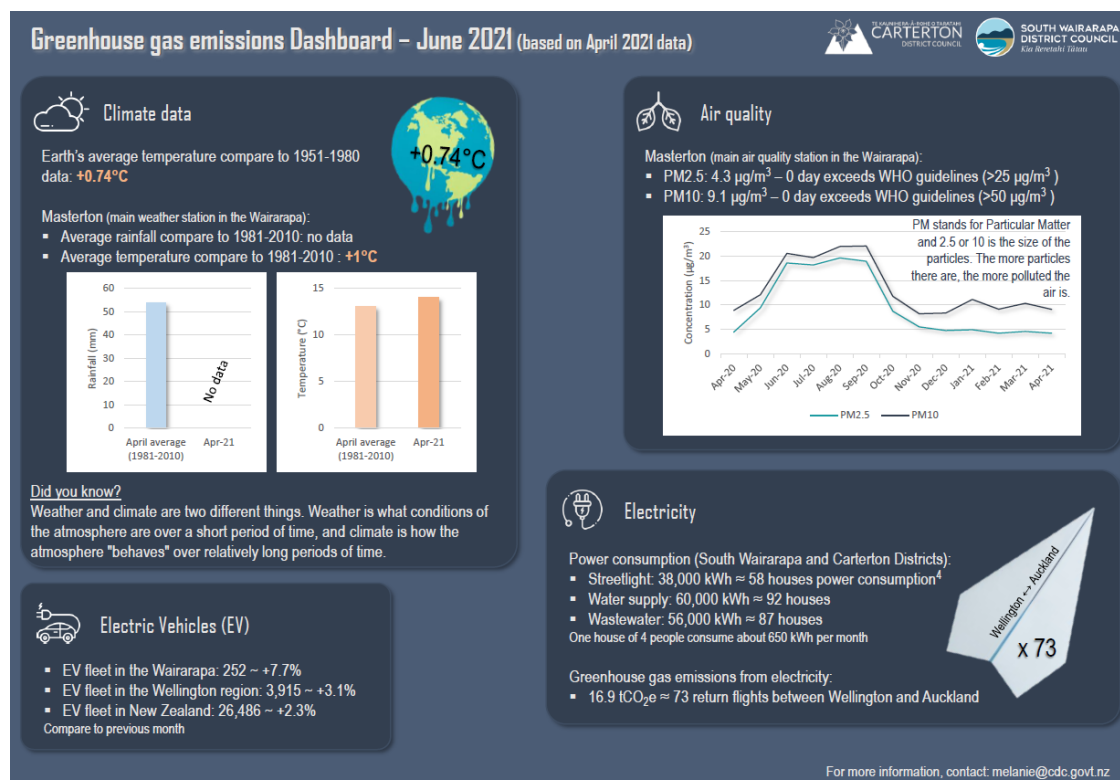 Greenhouse gas emissions Dashboard – June 2021 (based on April 2021 data)
TE KAUNIHERA-Ā-ROHE O TARATAHI
CARTERTON
DISTRICT COUNCIL
SOUTH WAIRARAPA
DISTRICT COUNCIL
Kia Reretahi Tātau
Climate data
Earth's average temperature compare to 1951-1980
data: +0.74°C
+0.74°C
Masterton (main weather station in the Wairarapa):
▪ Average rainfall compare to 1981-2010: no data
▪ Average temperature compare to 1981-2010 : +1°C
60
50
40
30
20
10
0
Rainfall (mm)
No data
April average
(1981-2010)
Apr-21
15
10
5
0
Temperature (°C)
April average
(1981-2010)
Apr-21
Did you know?
Weather and climate are two different things. Weather is what conditions of
the atmosphere are over a short period of time, and climate is how the
atmosphere "behaves" over relatively long periods of time.
Electric Vehicles (EV)
▪ EV fleet in the Wairarapa: 252 ~ +7.7%
▪ EV fleet in the Wellington region: 3,915 ~ +3.1%
▪ EV fleet in New Zealand: 26,486 ~ +2.3%
Compare to previous month
Air quality
Masterton (main air quality station in the Wairarapa):
▪ PM2.5: 4.3 µg/m³ – 0 day exceeds WHO guidelines (>25 µg/m³ )
▪ PM10: 9.1 µg/m³ – 0 day exceeds WHO guidelines (>50 µg/m³ )
PM stands for Particular Matter
and 2.5 or 10 is the size of the
particles. The more particles
there are, the more polluted the
air is.
25
20
15
10
5
0
Concentration (µg/m³)
Apr-20
May-20
Jun-20
Jul-20
Aug-20
Sep-20
Oct-20
Nov-20
Dec-20
Jan-21
Feb-21
Mar-21
Apr-21
PM2.5
PM10
Electricity
Power consumption (South Wairarapa and Carterton Districts):
▪ Streetlight: 38,000 kWh ≈ 58 houses power consumption⁴
▪ Water supply: 60,000 kWh ≈ 92 houses
▪ Wastewater: 56,000 kWh ≈ 87 houses
One house of 4 people consume about 650 kWh per month
Greenhouse gas emissions from electricity:
▪ 16.9 tCO₂e ≈ 73 return flights between Wellington and Auckland
Wellington ↔ Auckland
x 73
For more information, contact: melanie@cdc.govt.nz